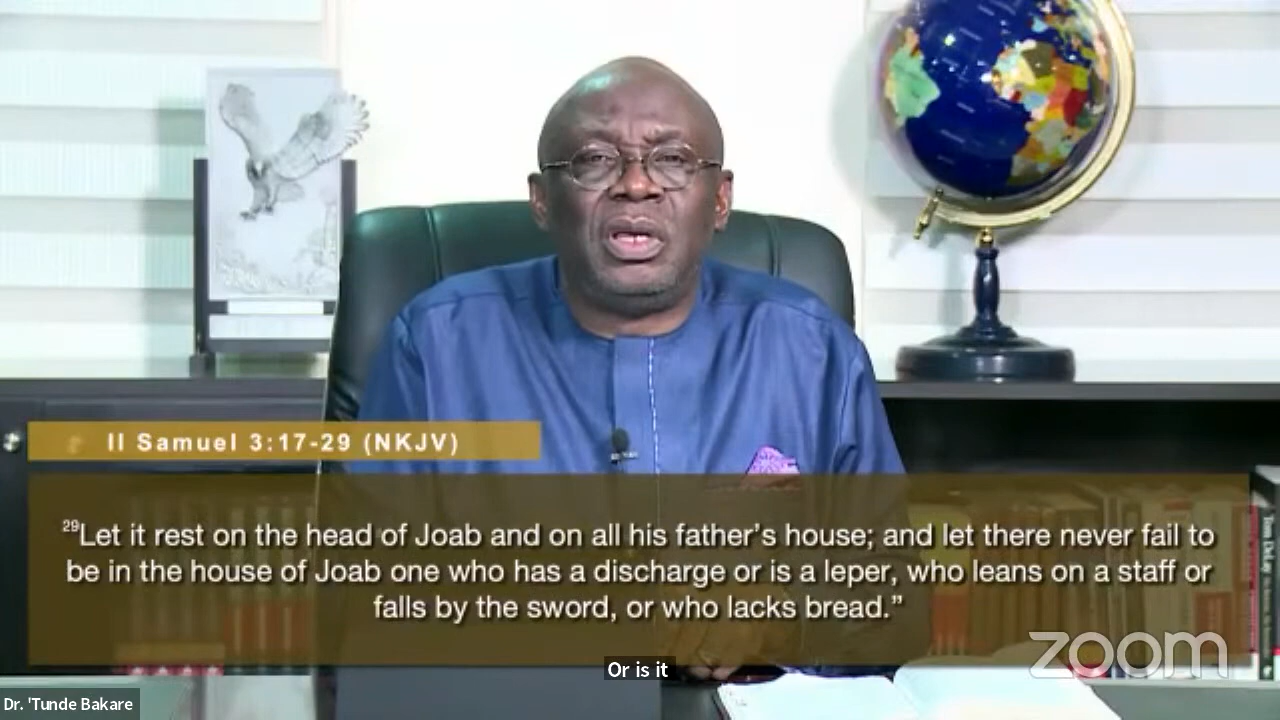 II Samuel 3:17-29 (NKJV)
29Let it rest on the head of Joab and on all his father's house; and let there never fail to
be in the house of Joab one who has a discharge or is a leper, who leans on a staff or
falls by the sword, or who lacks bread.”
Tom Delay
zoom
Or is it
Dr. 'Tunde Bakare